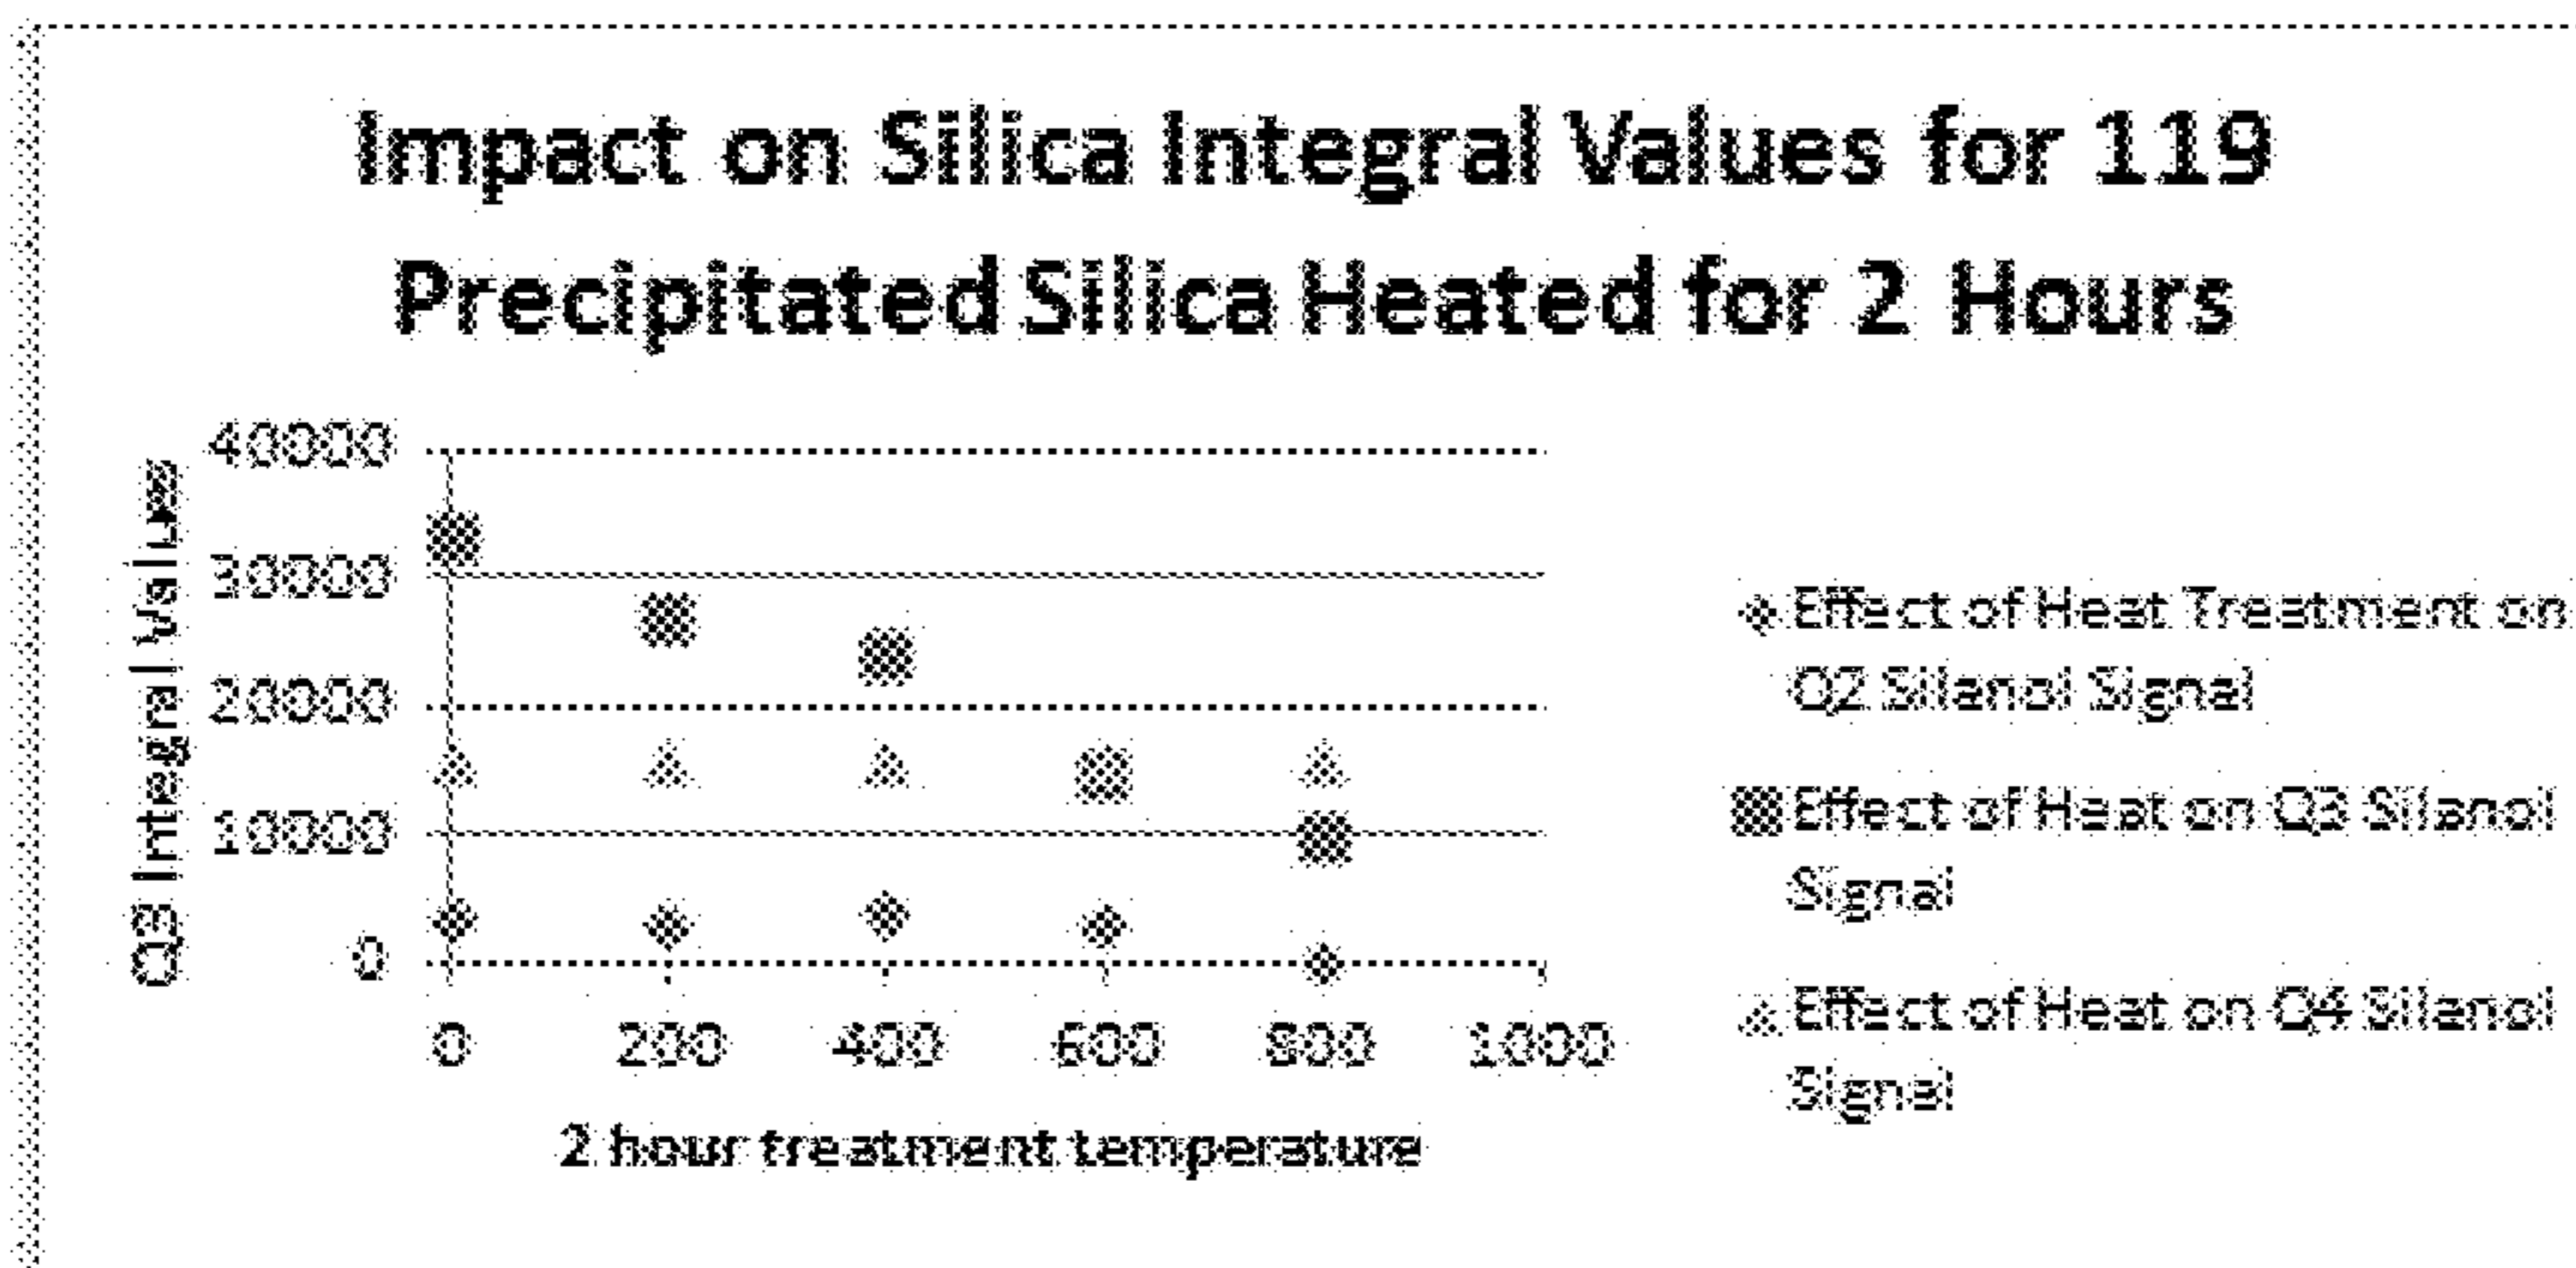 Impact on Silica Integral Values for 119
Precipitated Silica Heated for 2 Hours
Q3 Integral Value
40000
30000
20000
10000
0
0 200 400 600 800 1000
2 hour treatment temperature
Effect of Heat Treatment on
Q2 Silanol Signal
Effect of Heat on Q3 Silanol
Signal
Effect of Heat on Q4 Silanol
Signal